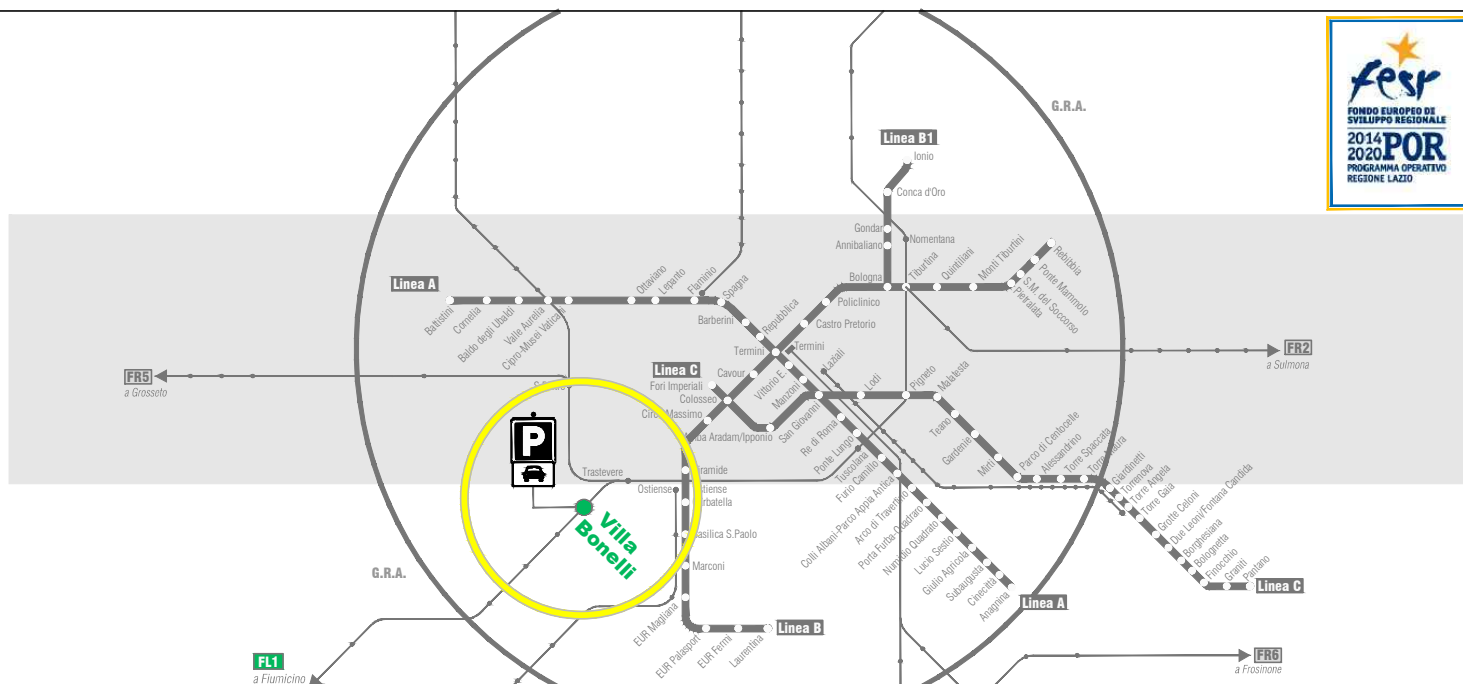 fesr
FONDO EUROPEO DI
SVILUPPO REGIONALE
2014
2020 POR
PROGRAMMA OPERATIVO
REGIONE LAZIO
G.R.A.
Linea B1
Ionio
Conca d'Oro
Gondar
Annibaliano
Nomentana
Bologna
Tiburtina
Quintiliani
Monti Tiburtini
Pietralata
S.M. del Soccorso
Ponte Mammolo
Rebibbia
Linea A
Battistini
Cornelia
Baldo degli Ubaldi
Valle Aurelia
Cipro-Musei Vaticani
Ottaviano
Lepanto
Flaminio
Spagna
Barberini
Repubblica
Policlinico
Castro Pretorio
Termini
Termini
Laziali
FR2
a Sulmona
FR5
a Grosseto
Linea C
Fori Imperiali
Cavour
Colosseo
Vittorio E.
Manzoni
San Giovanni
Lodi
Pigneto
Malatesta
Teano
Gardenie
Mirti
Parco di Centocelle
Alessandrino
Torre Spaccata
Giardinetti
Torrenova
Torre Angela
Torre Gaia
Grotte Celoni
Due Leoni/Fontana Candida
Borghesiana
Bolognetta
Finocchio
Graniti
Pantano
Linea C
Re di Roma
Ponte Lungo
Tuscolana
Furio Camillo
Colli Albani-Parco Appia Antica
Arco di Travertino
Porta Furba-Quadraro
Numidio Quadrato
Lucio Sestio
Giulio Agricola
Subaugusta
Cinecittà
Anagnina
Linea A
P
Trastevere
Ostiense
Villa
Bonelli
Marconi
EUR Magliana
EUR Palasport
EUR Fermi
Laurentina
Linea B
G.R.A.
FL1
a Fiumicino
FR6
a Frosinone